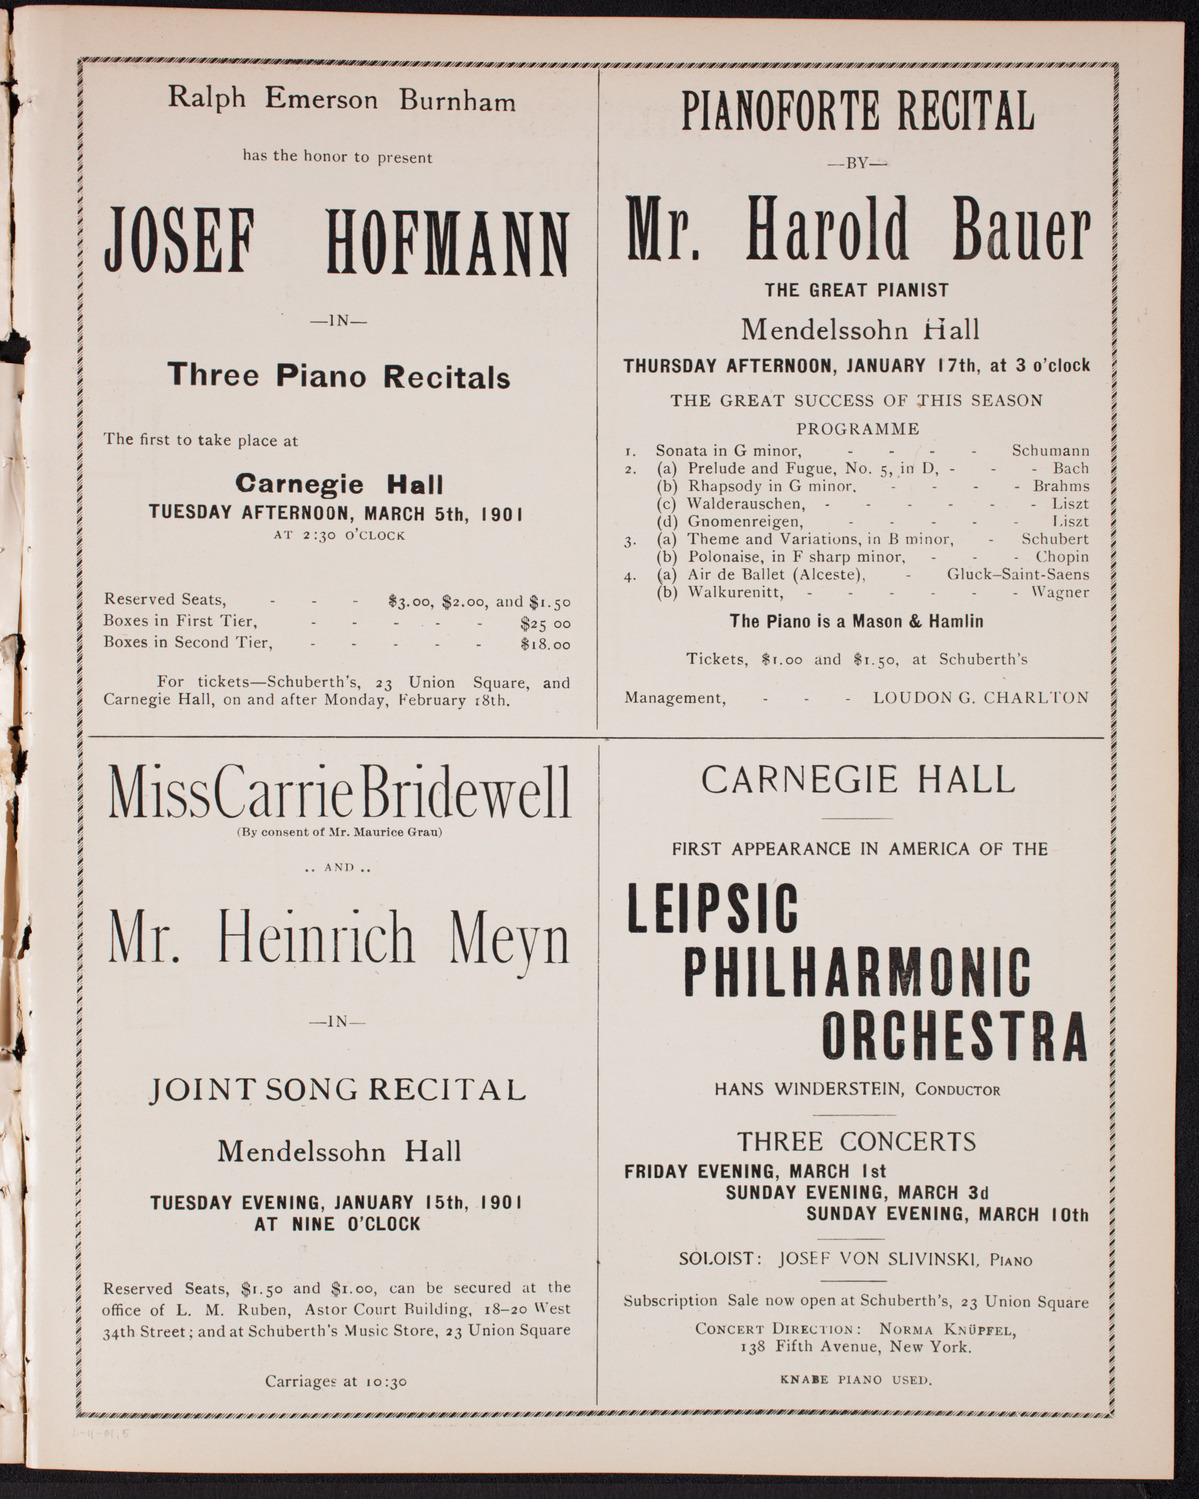 Ralph Emerson Burnham
has the honor to present
JOSEF HOFMANN
—IN—
Three Piano Recitals
The first to take place at
Carnegie Hall
TUESDAY AFTERNOON, MARCH 5th, 1901
AT 2:30 O'CLOCK
Reserved Seats, - - - $3.00, $2.00, and $1.50
Boxes in First Tier, - - - - - $25 00
Boxes in Second Tier, - - - - - $18.00
For tickets—Schuberth's, 23 Union Square, and
Carnegie Hall, on and after Monday, February 18th.
PIANOFORTE RECITAL
—BY—
Mr. Harold Bauer
THE GREAT PIANIST
Mendelssohn Hall
THURSDAY AFTERNOON, JANUARY 17th, at 3 o'clock
THE GREAT SUCCESS OF THIS SEASON
PROGRAMME
1. Sonata in G minor, - - - - Schumann
2. (a) Prelude and Fugue, No. 5, in D, - - - Bach
(b) Rhapsody in G minor, - - - - Brahms
(c) Walderauschen, - - - - - - Liszt
(d) Gnomenreigen, - - - - - Liszt
3. (a) Theme and Variations, in B minor, - Schubert
(b) Polonaise, in F sharp minor, - - - Chopin
4. (a) Air de Ballet (Alceste), - Gluck–Saint-Saens
(b) Walkurenitt, - - - - - - Wagner
The Piano is a Mason & Hamlin
Tickets, $1.00 and $1.50, at Schuberth's
Management, - - - LOUDON G. CHARLTON
Miss Carrie Bridewell
(By consent of Mr. Maurice Grau)
.. AND ..
Mr. Heinrich Meyn
—IN—
JOINT SONG RECITAL
Mendelssohn Hall
TUESDAY EVENING, JANUARY 15th, 1901
AT NINE O'CLOCK
Reserved Seats, $1.50 and $1.00, can be secured at the
office of L. M. Ruben, Astor Court Building, 18–20 West
34th Street; and at Schuberth's Music Store, 23 Union Square
Carriages at 10:30
CARNEGIE HALL
FIRST APPEARANCE IN AMERICA OF THE
LEIPSIC
PHILHARMONIC
ORCHESTRA
HANS WINDERSTEIN, CONDUCTOR
THREE CONCERTS
FRIDAY EVENING, MARCH 1st
SUNDAY EVENING, MARCH 3d
SUNDAY EVENING, MARCH 10th
SOLOIST: JOSEF VON SLIVINSKI, PIANO
Subscription Sale now open at Schuberth's, 23 Union Square
CONCERT DIRECTION: NORMA KNÜPFEL,
138 Fifth Avenue, New York.
KNABE PIANO USED.